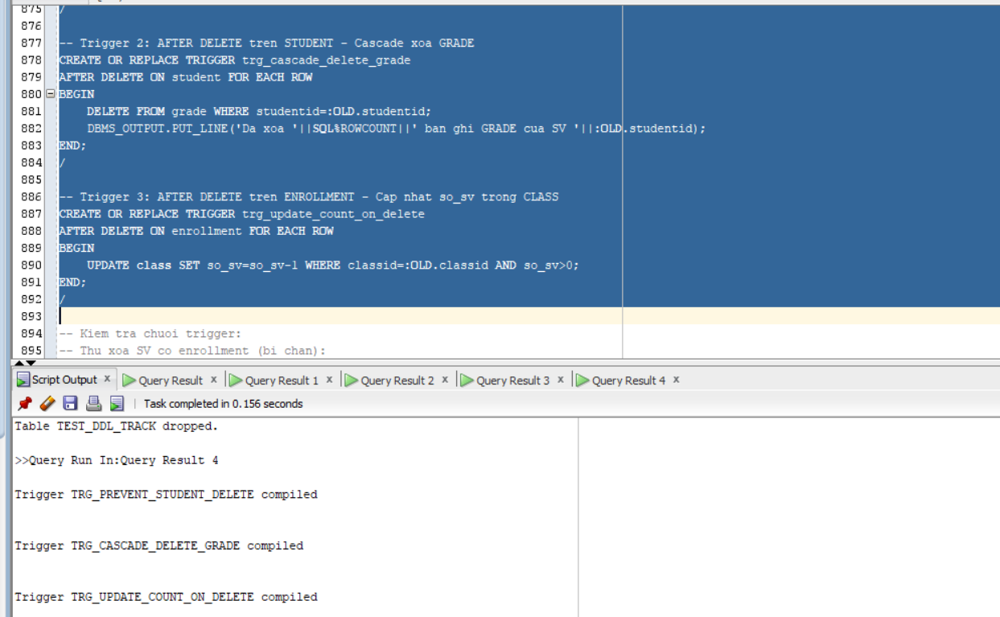 875 /
876
877 -- Trigger 2: AFTER DELETE tren STUDENT - Cascade xoa GRADE
878 CREATE OR REPLACE TRIGGER trg_cascade_delete_grade
879 AFTER DELETE ON student FOR EACH ROW
880 BEGIN
881 DELETE FROM grade WHERE studentid=:OLD.studentid;
882 DBMS_OUTPUT.PUT_LINE('Da xoa '||SQL%ROWCOUNT||' ban ghi GRADE cua SV '||:OLD.studentid);
883 END;
884 /
885
886 -- Trigger 3: AFTER DELETE tren ENROLLMENT - Cap nhat so_sv trong CLASS
887 CREATE OR REPLACE TRIGGER trg_update_count_on_delete
888 AFTER DELETE ON enrollment FOR EACH ROW
889 BEGIN
890 UPDATE class SET so_sv=so_sv-1 WHERE classid=:OLD.classid AND so_sv>0;
891 END;
892 /
893
894 -- Kiem tra chuoi trigger:
895 -- Thu xoa SV co enrollment (bi chan):
Script Output x Query Result x Query Result 1 x Query Result 2 x Query Result 3 x Query Result 4 x
Task completed in 0.156 seconds
Table TEST_DDL_TRACK dropped.
>>Query Run In:Query Result 4
Trigger TRG_PREVENT_STUDENT_DELETE compiled
Trigger TRG_CASCADE_DELETE_GRADE compiled
Trigger TRG_UPDATE_COUNT_ON_DELETE compiled